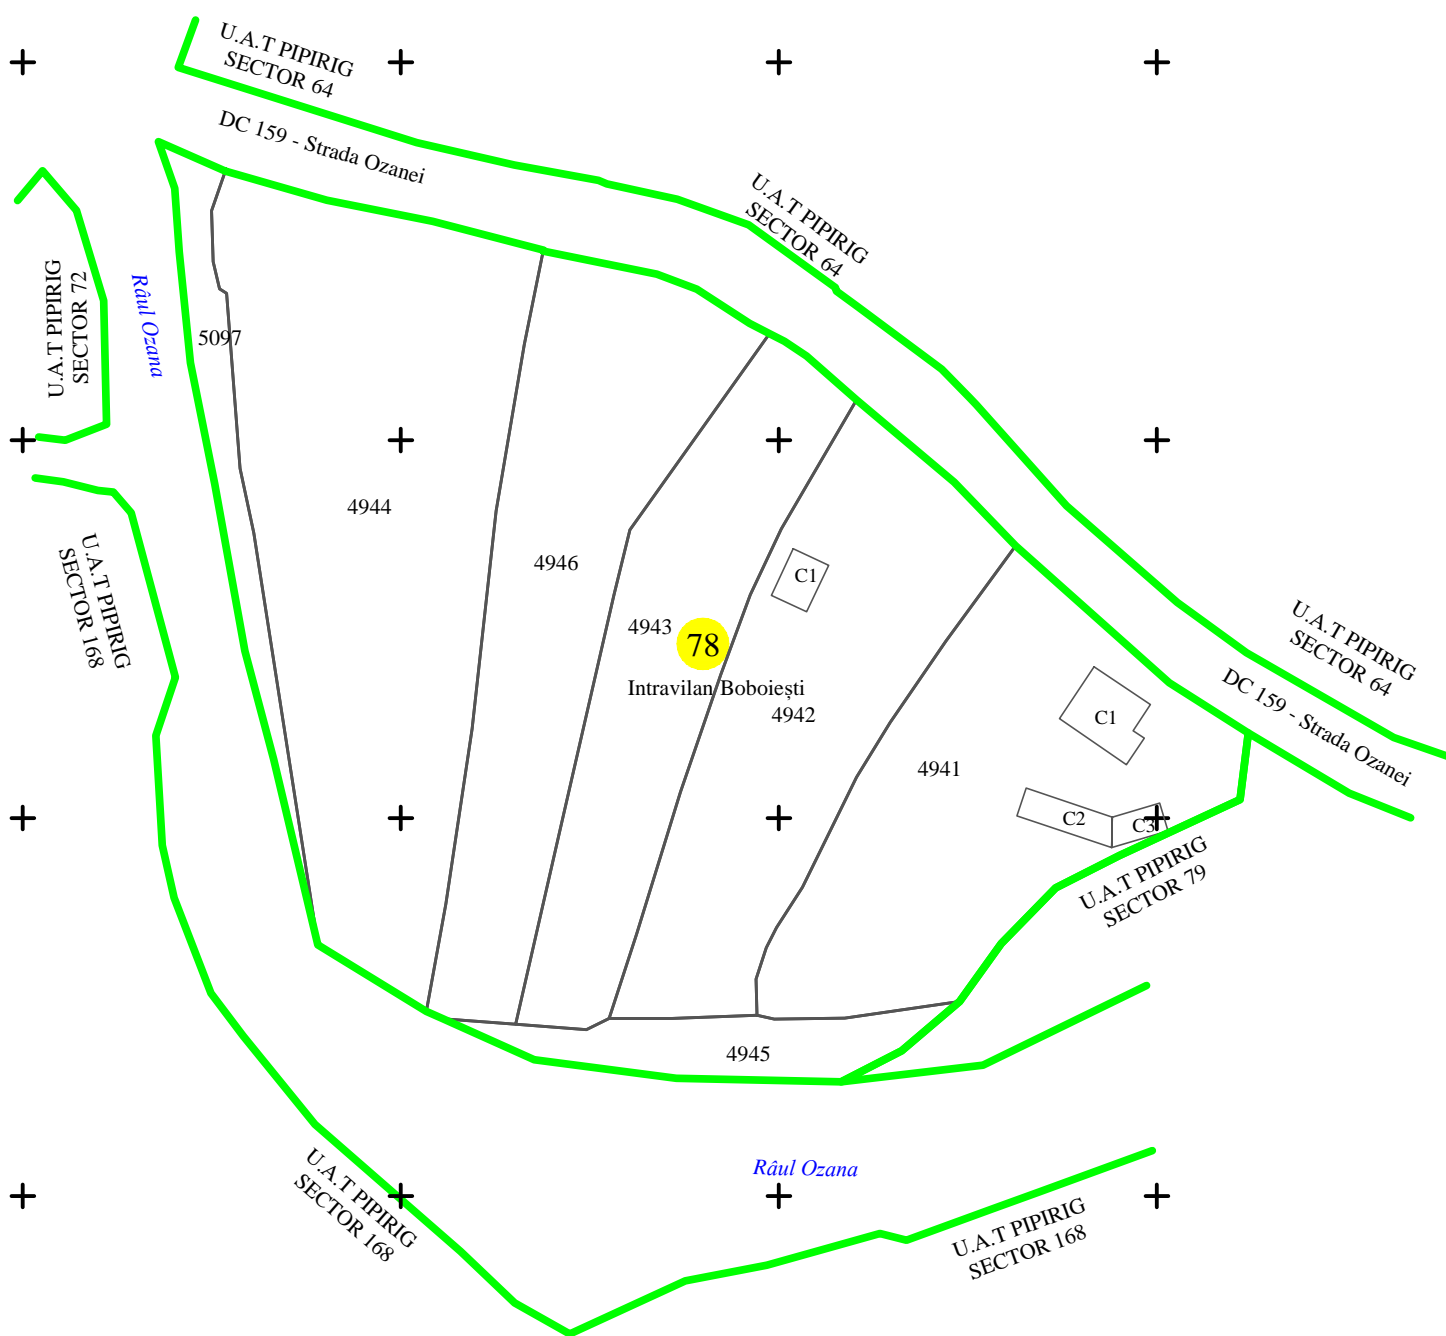 U.A.T PIPIRIG
SECTOR 64
DC 159 - Strada Ozanei
U.A.T PIPIRIG
SECTOR 64
U.A.T PIPIRIG
SECTOR 72
Râul Ozana
5097
4944
4946
C1
4943
78
Intravilan Boboiești
4942
U.A.T PIPIRIG
SECTOR 168
U.A.T PIPIRIG
SECTOR 64
DC 159 - Strada Ozanei
C1
4941
C2
C3
U.A.T PIPIRIG
SECTOR 79
4945
Râul Ozana
U.A.T PIPIRIG
SECTOR 168
U.A.T PIPIRIG
SECTOR 168